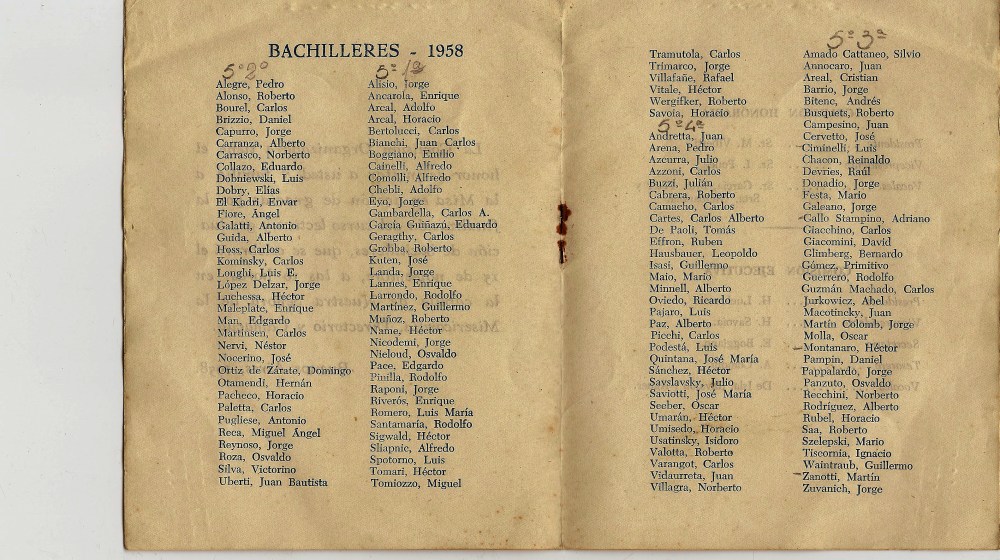 BACHILLERES - 1958
5º 2º
Alegre, Pedro
Alonso, Roberto
Bourel, Carlos
Brizzio, Daniel
Capurro, Jorge
Carranza, Alberto
Carrasco, Norberto
Collazo, Eduardo
Dobniewski, Luis
Dobry, Elías
El Kadri, Envar
Fiore, Ángel
Galatti, Antonio
Guida, Alberto
Hoss, Carlos
Kominsky, Carlos
Longhi, Luis E.
López Delzar, Jorge
Luchessa, Héctor
Maleplate, Enrique
Man, Edgardo
Martinsen, Carlos
Nervi, Néstor
Nocerino, José
Ortiz de Zárate, Domingo
Otamendi, Hernán
Pacheco, Horacio
Paletta, Carlos
Pugliese, Antonio
Reca, Miguel Ángel
Reynoso, Jorge
Roza, Osvaldo
Silva, Victorino
Uberti, Juan Bautista
5º 1ª
Alisio, Jorge
Ancarola, Enrique
Arcal, Adolfo
Arcal, Horacio
Bertolucci, Carlos
Bianchi, Juan Carlos
Boggiano, Emilio
Cainelli, Alfredo
Comolli, Alfredo
Chebli, Adolfo
Eyo, Jorge
Gambardella, Carlos A.
García Guiñazú, Eduardo
Geragthy, Carlos
Grobba, Roberto
Kuten, José
Landa, Jorge
Lannes, Enrique
Larrondo, Rodolfo
Martínez, Guillermo
Muñoz, Roberto
Name, Héctor
Nicodemi, Jorge
Nieloud, Osvaldo
Pace, Edgardo
Pinilla, Rodolfo
Raponi, Jorge
Riverós, Enrique
Romero, Luis María
Santamaría, Rodolfo
Sigwald, Héctor
Sliapnic, Alfredo
Spotorno, Luis
Tomari, Héctor
Tomiozzo, Miguel
Tramutola, Carlos
Trimarco, Jorge
Villafañe, Rafael
Vitale, Héctor
Wergifker, Roberto
Savoia, Horacio
5º 4ª
Andretta, Juan
Arena, Pedro
Azcurra, Julio
Azzoni, Carlos
Buzzi, Julián
Cabrera, Roberto
Camacho, Carlos
Cartes, Carlos Alberto
De Paoli, Tomás
Effron, Ruben
Hausbauer, Leopoldo
Isasi, Guillermo
Maio, Mario
Minnell, Alberto
Oviedo, Ricardo
Pajaro, Luis
Paz, Alberto
Picchi, Carlos
Podestá, Luis
Quintana, José María
Sánchez, Héctor
Savslavsky, Julio
Saviotti, José María
Seeber, Oscar
Umarán, Héctor
Umisedo, Horacio
Usatinsky, Isidoro
Valotta, Roberto
Varangot, Carlos
Vidaurreta, Juan
Villagra, Norberto
5º 3ª
Amado Cattaneo, Silvio
Annocaro, Juan
Areal, Cristian
Barrio, Jorge
Bitenc, Andrés
Busquets, Roberto
Campesino, Juan
Cervetto, José
Ciminelli, Luis
Chacon, Reinaldo
Devries, Raúl
Donadio, Jorge
Festa, Mario
Galeano, Jorge
Gallo Stampino, Adriano
Giacchino, Carlos
Giacomini, David
Glimberg, Bernardo
Gómez, Primitivo
Guerrero, Rodolfo
Guzmán Machado, Carlos
Jurkowicz, Abel
Macotincky, Juan
Martín Colomb, Jorge
Molla, Oscar
Montanaro, Héctor
Pampin, Daniel
Pappalardo, Jorge
Panzuto, Osvaldo
Recchini, Norberto
Rodríguez, Alberto
Rubel, Horacio
Saa, Roberto
Szelepski, Mario
Tiscornia, Ignacio
Waintraub, Guillermo
Zanotti, Martín
Zuvanich, Jorge